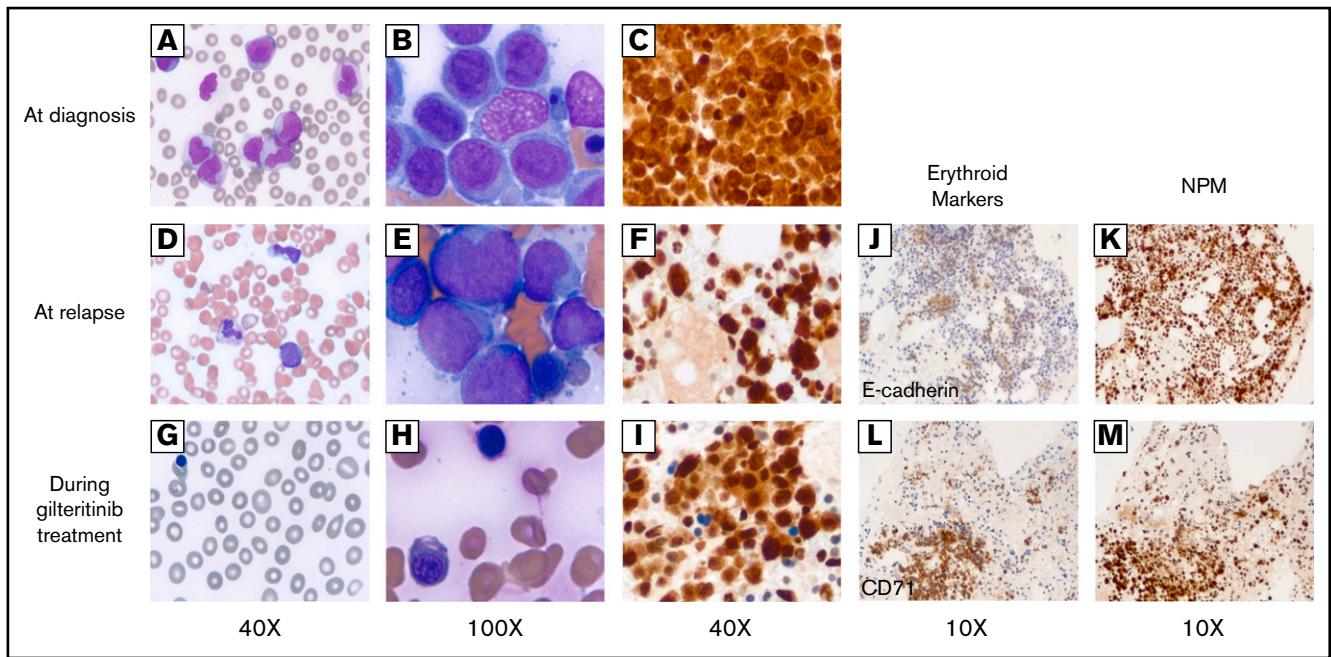 A
B
C
At diagnosis
Erythroid
Markers
NPM
D
E
F
J
K
At relapse
E-cadherin
G
H
I
L
M
During
gilteritinib
treatment
CD71
40X
100X
40X
10X
10X